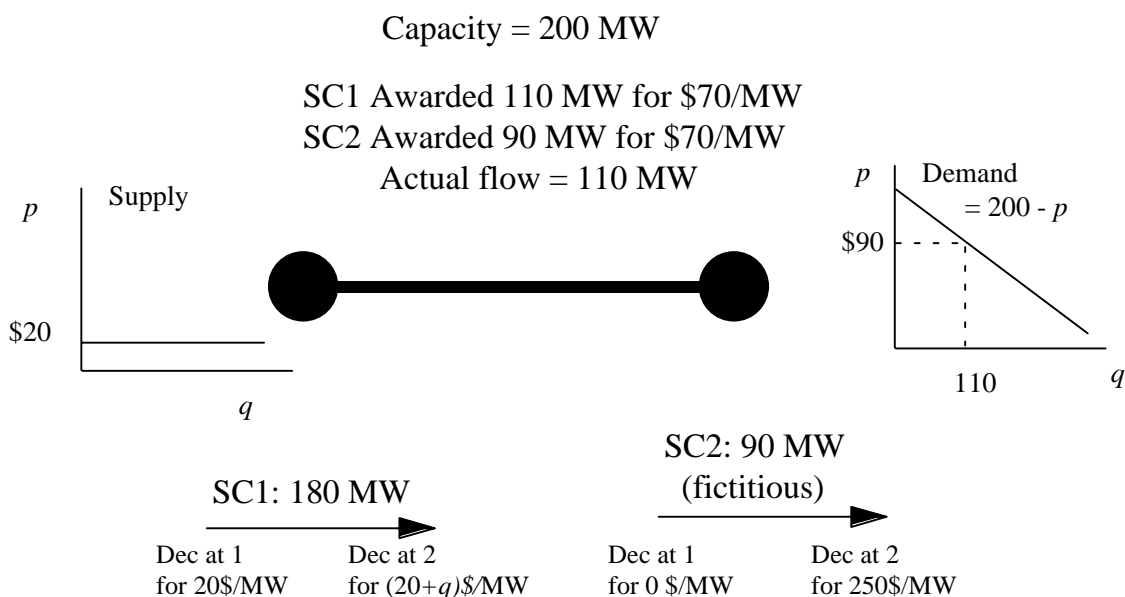 Capacity = 200 MW
SC1 Awarded 110 MW for $70/MW
SC2 Awarded 90 MW for $70/MW
Actual flow = 110 MW
p
Supply
$20
q
p
Demand
= 200 - p
$90
110
q
SC1: 180 MW
Dec at 1
for 20$/MW
Dec at 2
for (20+q)$/MW
SC2: 90 MW
(fictitious)
Dec at 1
for 0 $/MW
Dec at 2
for 250$/MW